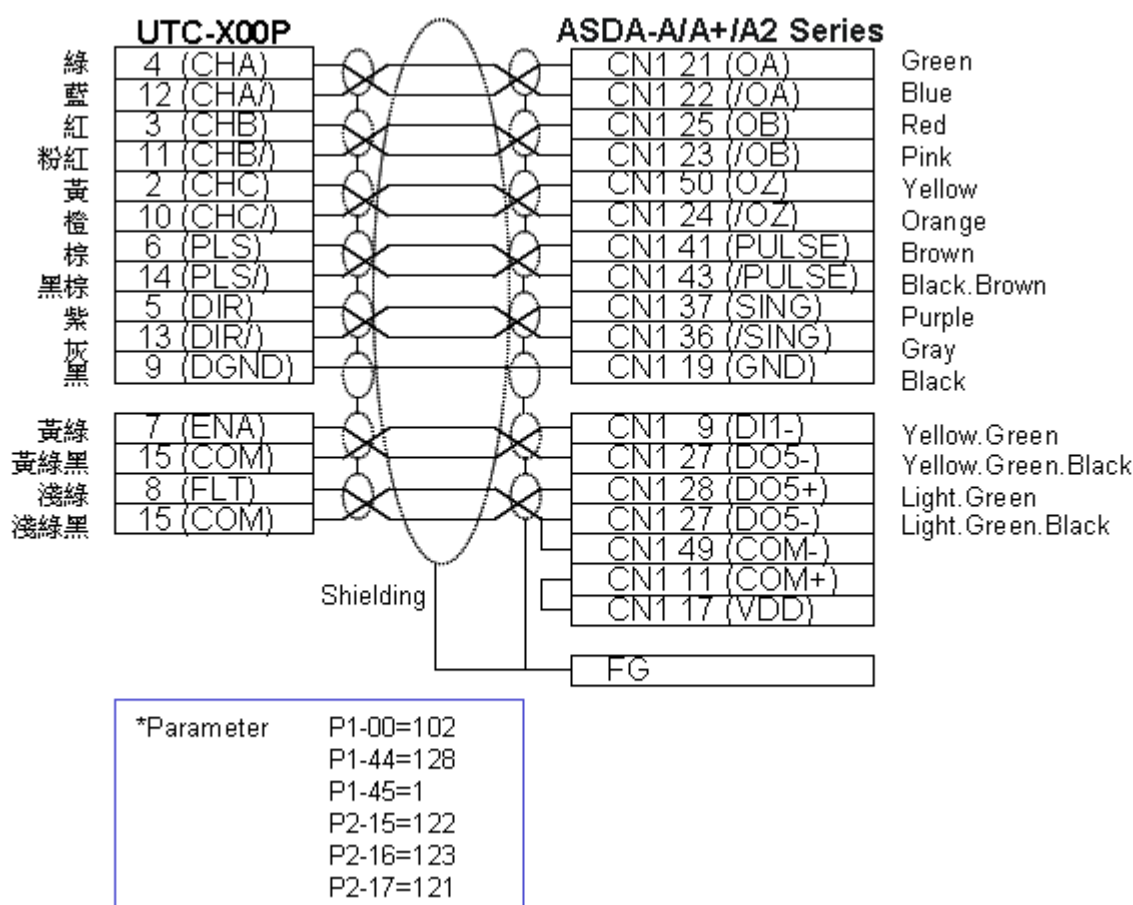 UTC-X00P ASDA-A/A+/A2 Series
綠 4 (CHA) CN1 21 (OA) Green
藍 12 (CHA/) CN1 22 (/OA) Blue
紅 3 (CHB) CN1 25 (OB) Red
粉紅 11 (CHB/) CN1 23 (/OB) Pink
黃 2 (CHC) CN1 50 (OZ) Yellow
橙 10 (CHC/) CN1 24 (/OZ) Orange
棕 6 (PLS) CN1 41 (PULSE) Brown
黑棕 14 (PLS/) CN1 43 (/PULSE) Black.Brown
紫 5 (DIR) CN1 37 (SING) Purple
灰 13 (DIR/) CN1 36 (/SING) Gray
黑 9 (DGND) CN1 19 (GND) Black
黃綠 7 (ENA) CN1 9 (DI1-) Yellow.Green
黃綠黑 15 (COM) CN1 27 (DO5-) Yellow.Green.Black
淺綠 8 (FLT) CN1 28 (DO5+) Light.Green
淺綠黑 15 (COM) CN1 27 (DO5-) Light.Green.Black
CN1 49 (COM-)
CN1 11 (COM+)
Shielding CN1 17 (VDD)
FG
*Parameter P1-00=102
P1-44=128
P1-45=1
P2-15=122
P2-16=123
P2-17=121